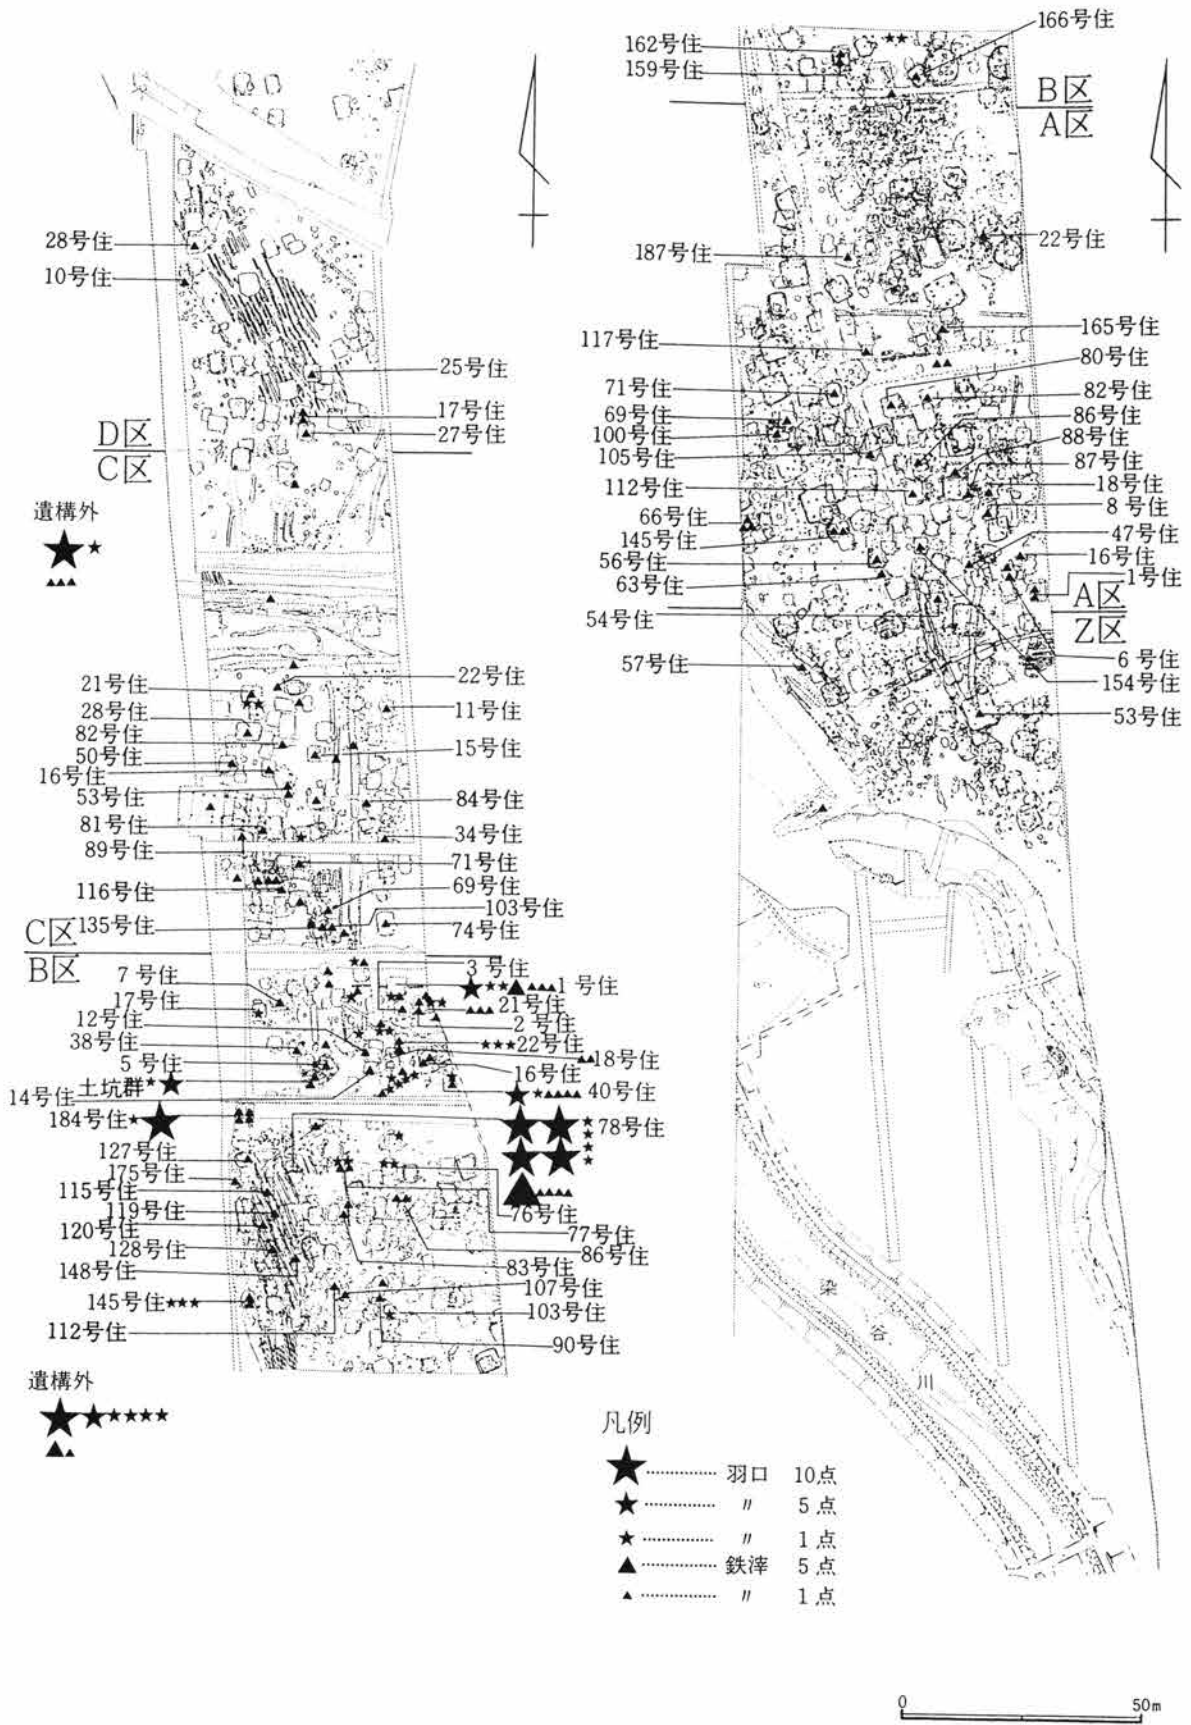 28号住
10号住
25号住
17号住
27号住
D区
C区
遺構外
21号住
22号住
28号住
11号住
82号住
15号住
50号住
16号住
53号住
84号住
81号住
34号住
89号住
71号住
116号住
69号住
103号住
135号住
74号住
C区
B区
3号住
7号住
1号住
17号住
21号住
12号住
2号住
38号住
22号住
5号住
18号住
16号住
土坑群
14号住
40号住
184号住
78号住
127号住
175号住
115号住
119号住
76号住
120号住
77号住
128号住
86号住
148号住
83号住
145号住
107号住
103号住
112号住
90号住
遺構外
162号住
166号住
159号住
B区
A区
187号住
22号住
117号住
165号住
80号住
71号住
82号住
69号住
86号住
100号住
88号住
105号住
87号住
112号住
18号住
8号住
66号住
47号住
145号住
16号住
56号住
1号住
63号住
A区
Z区
54号住
6号住
57号住
154号住
53号住
染谷川
凡例
羽口 10点
〃 5点
〃 1点
鉄滓 5点
〃 1点
0 50m